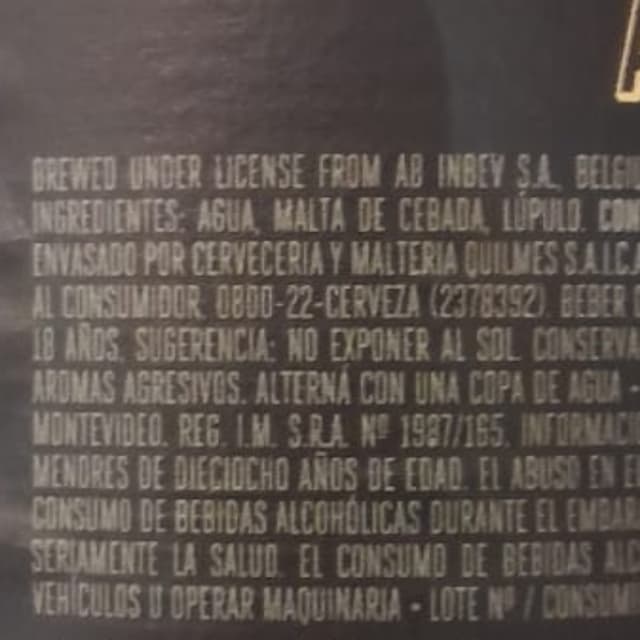 BREWED UNDER LICENSE FROM AB INBEV S.A., BELGIU
INGREDIENTES: AGUA, MALTA DE CEBADA, LÚPULO. CON
ENVASADO POR CERVECERIA Y MALTERIA QUILMES S.A.I.C.A
AL CONSUMIDOR 0800-22-CERVEZA (2378392). BEBER
18 AÑOS. SUGERENCIA: NO EXPONER AL SOL. CONSERVA
AROMAS AGRESIVOS. ALTERNÁ CON UNA COPA DE AGUA -
MONTEVIDEO. REG. I.M. S.R.A. Nº 1987/165. INFORMACI
MENORES DE DIECIOCHO AÑOS DE EDAD. EL ABUSO EN E
CONSUMO DE BEBIDAS ALCOHÓLICAS DURANTE EL EMBAR
SERIAMENTE LA SALUD. EL CONSUMO DE BEBIDAS ALC
VEHÍCULOS U OPERAR MAQUINARIA - LOTE Nº / CONSUM